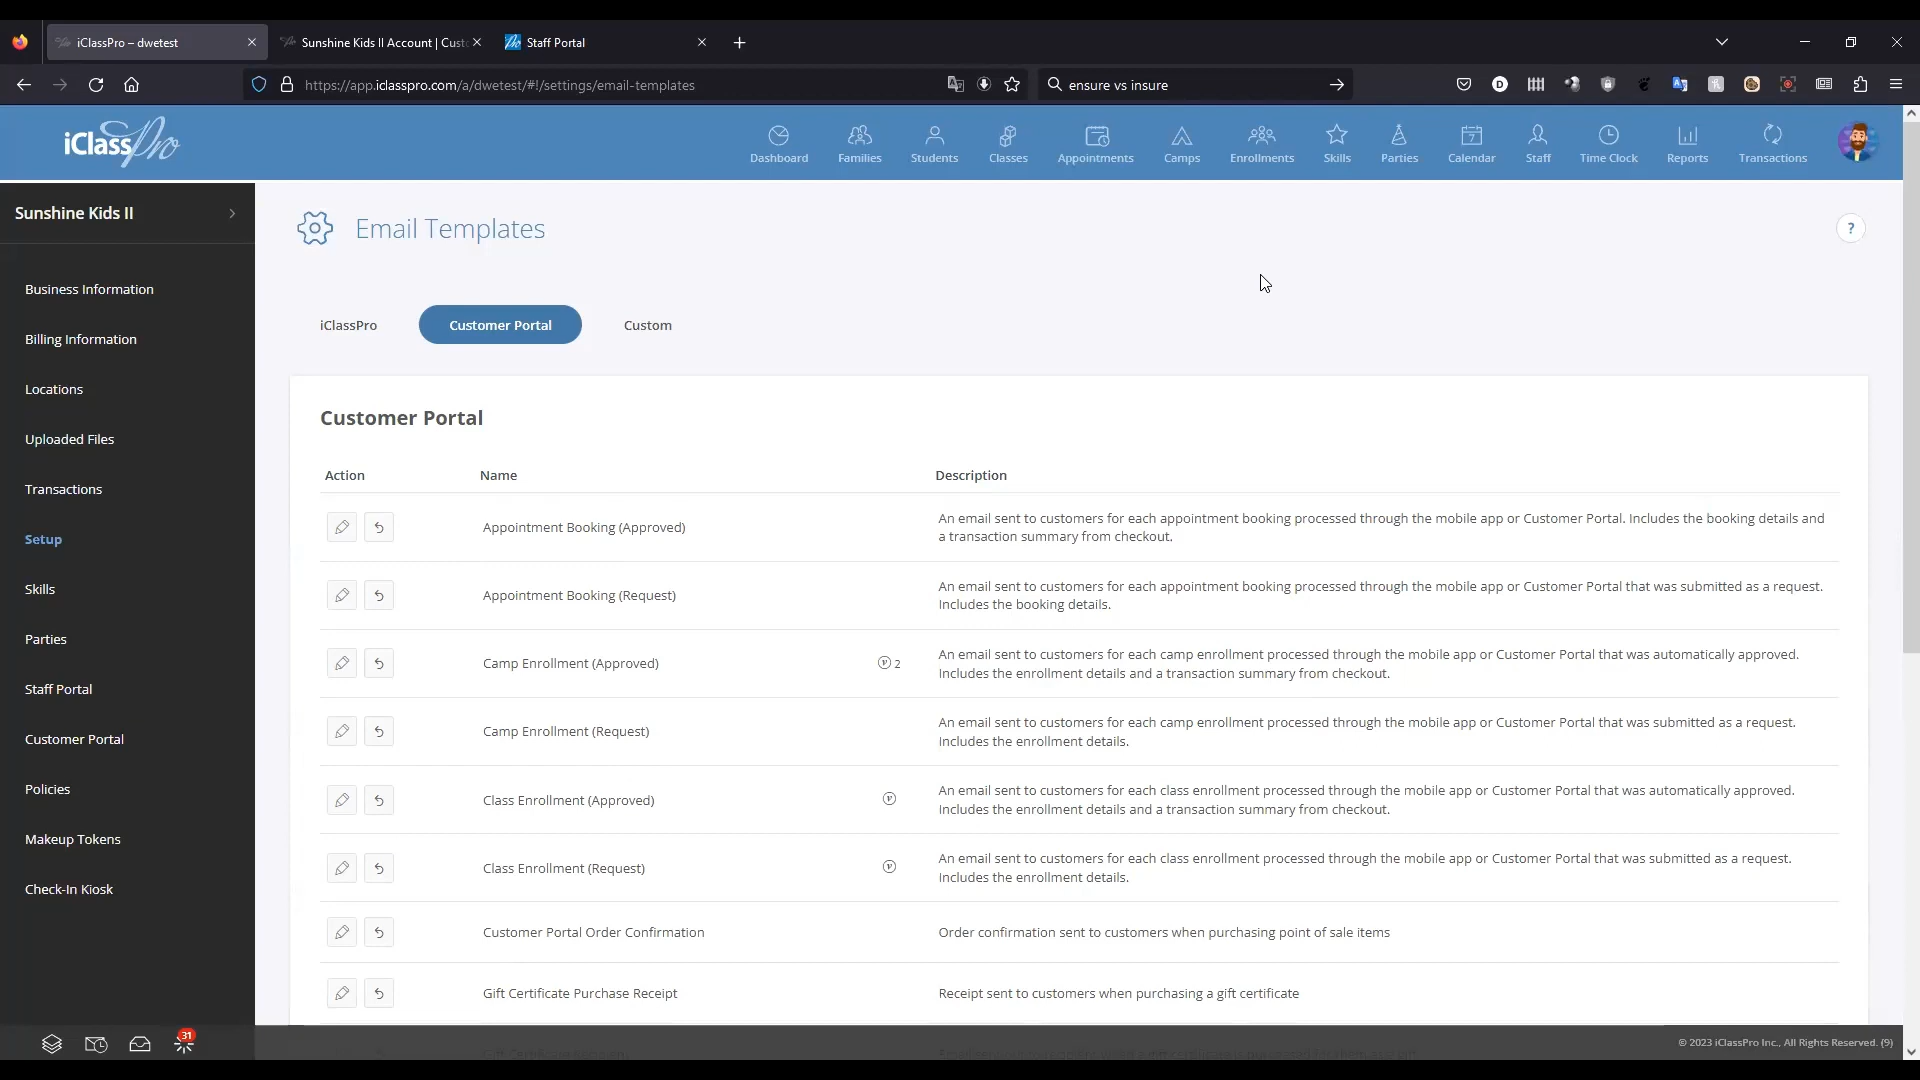 iClassPro – dwetest
Sunshine Kids II Account | Cust
Staff Portal
https://app.iclasspro.com/a/dwetest/#!/settings/email-templates
ensure vs insure
iClassPro
Dashboard
Families
Students
Classes
Appointments
Camps
Enrollments
Skills
Parties
Calendar
Staff
Time Clock
Reports
Transactions
Sunshine Kids II
Business Information
Billing Information
Locations
Uploaded Files
Transactions
Setup
Skills
Parties
Staff Portal
Customer Portal
Policies
Makeup Tokens
Check-In Kiosk
31
Email Templates
?
iClassPro
Customer Portal
Custom
Customer Portal
Action
Name
Description
Appointment Booking (Approved)
An email sent to customers for each appointment booking processed through the mobile app or Customer Portal. Includes the booking details and
a transaction summary from checkout.
Appointment Booking (Request)
An email sent to customers for each appointment booking processed through the mobile app or Customer Portal that was submitted as a request.
Includes the booking details.
Camp Enrollment (Approved)
2
An email sent to customers for each camp enrollment processed through the mobile app or Customer Portal that was automatically approved.
Includes the enrollment details and a transaction summary from checkout.
Camp Enrollment (Request)
An email sent to customers for each camp enrollment processed through the mobile app or Customer Portal that was submitted as a request.
Includes the enrollment details.
Class Enrollment (Approved)
An email sent to customers for each class enrollment processed through the mobile app or Customer Portal that was automatically approved.
Includes the enrollment details and a transaction summary from checkout.
Class Enrollment (Request)
An email sent to customers for each class enrollment processed through the mobile app or Customer Portal that was submitted as a request.
Includes the enrollment details.
Customer Portal Order Confirmation
Order confirmation sent to customers when purchasing point of sale items
Gift Certificate Purchase Receipt
Receipt sent to customers when purchasing a gift certificate
© 2023 iClassPro Inc., All Rights Reserved. (9)